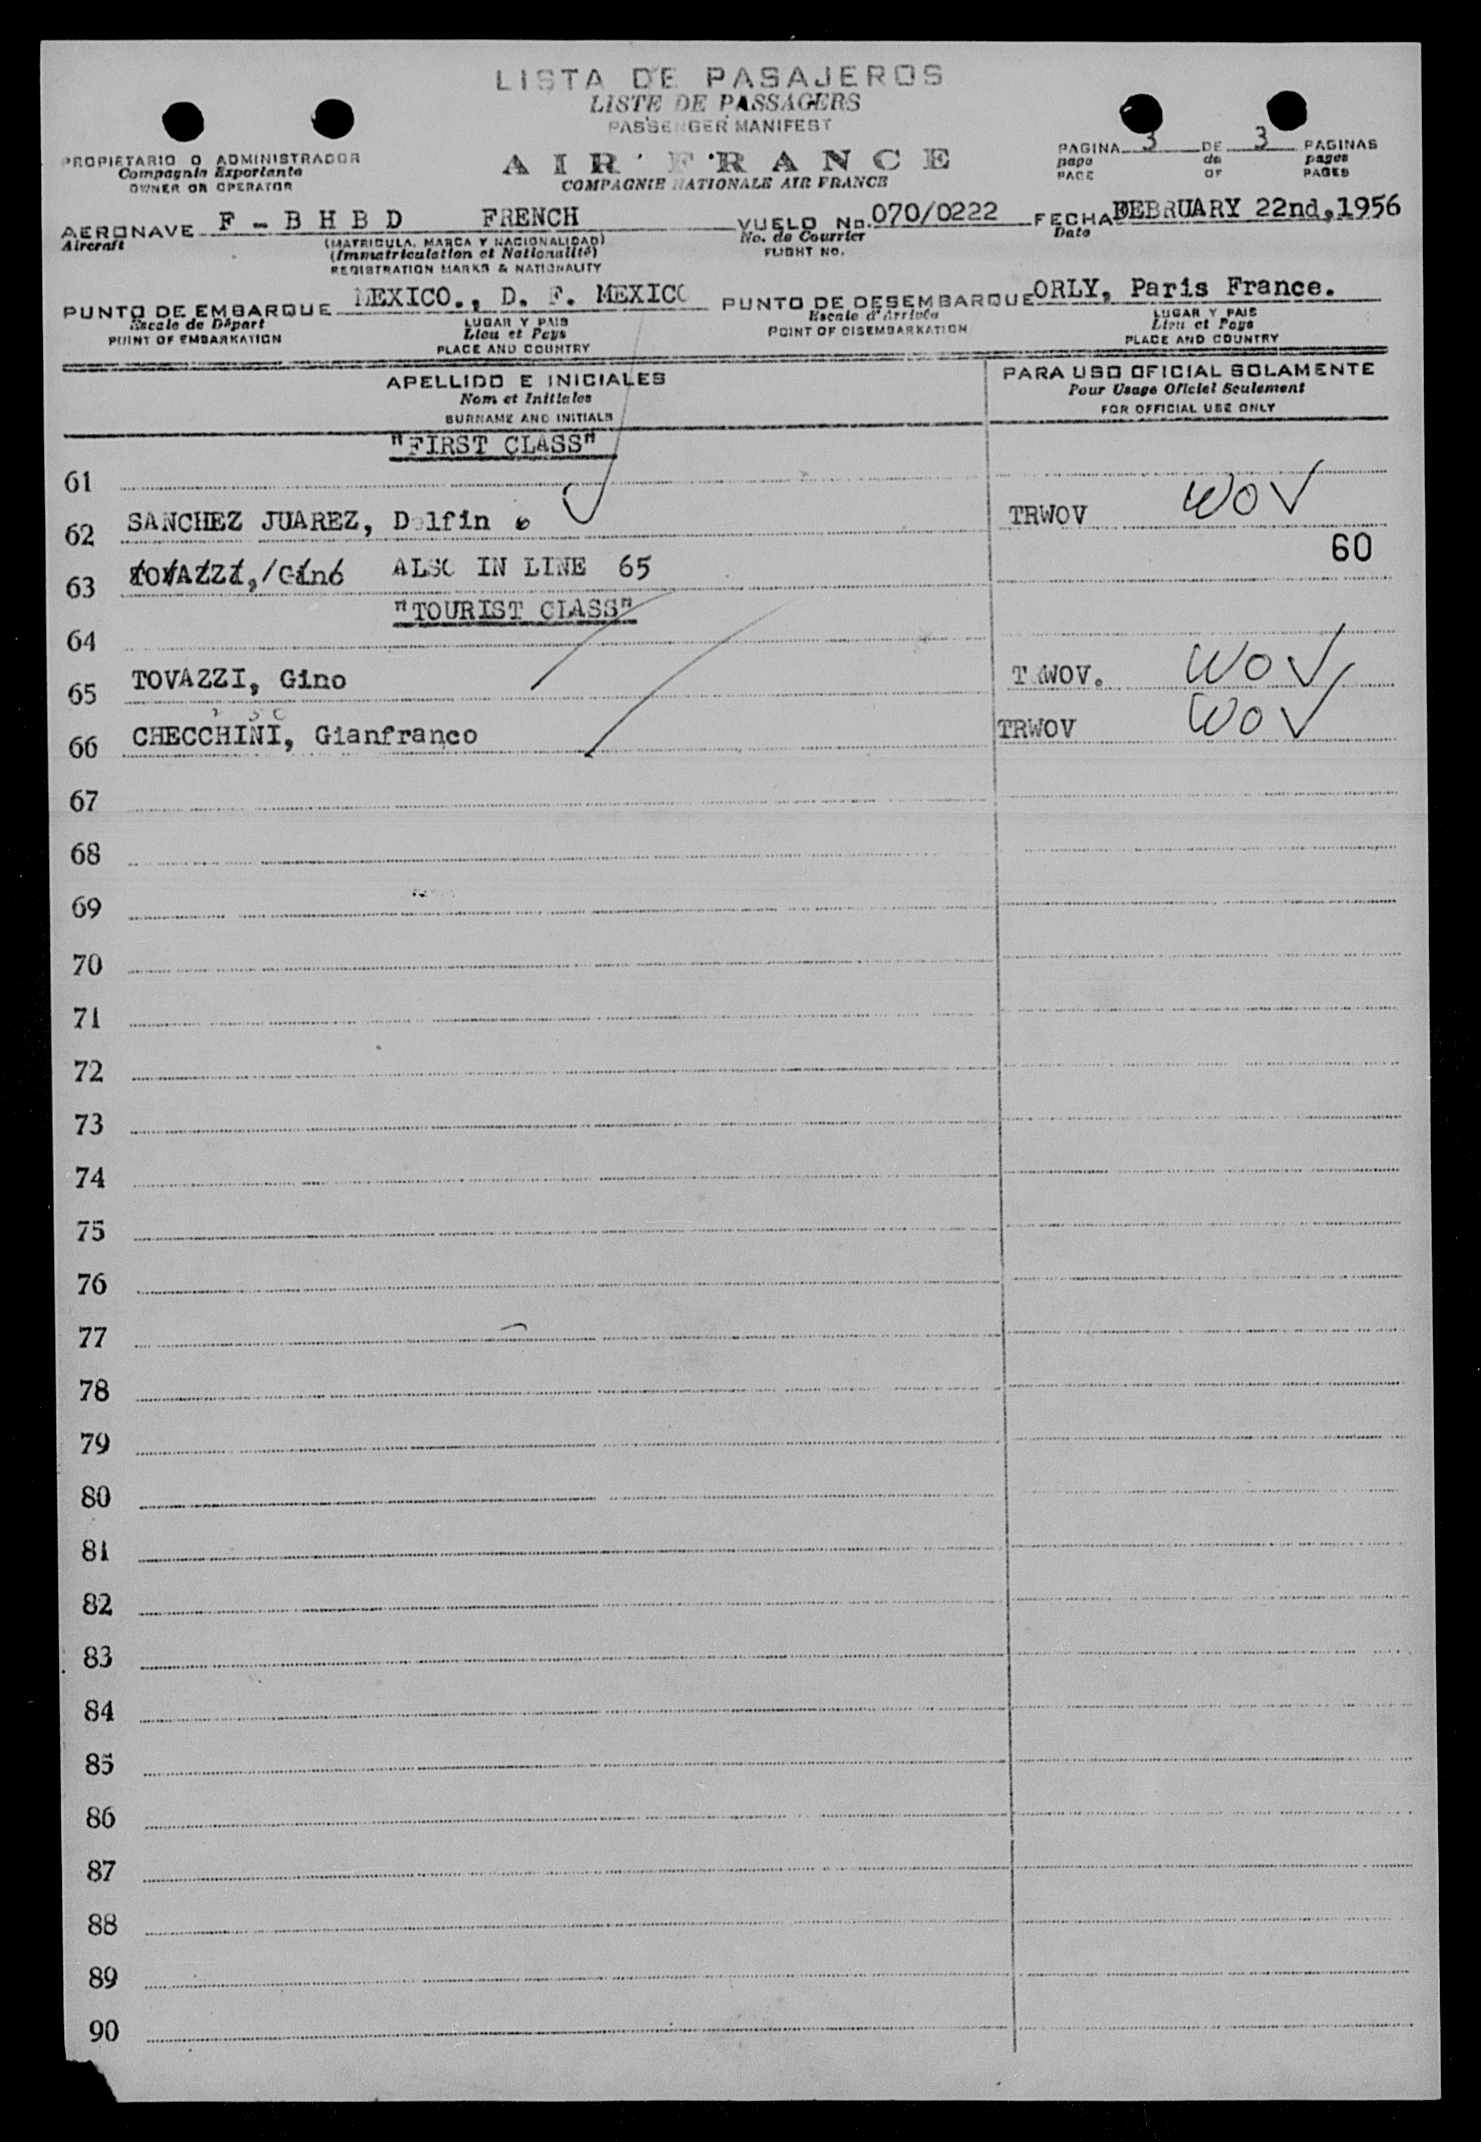 LISTA DE PASAJEROS
LISTE DE PASSAGERS
PASSENGER MANIFEST
AIR FRANCE
COMPAGNIE NATIONALE AIR FRANCE
PROPIETARIO O ADMINISTRADOR
Compagnie Exportante
OWNER OR OPERATOR
PAGINA 3 DE 3 PAGINAS
page de pages
PAGE OF PAGES
AERONAVE F - B H B D FRENCH VUELO No. 070/0222 FECHA FEBRUARY 22nd, 1956
Aircraft (MATRICULA, MARCA Y NACIONALIDAD) No. de Courrier Date
(Immatriculation et Nationalité) FLIGHT NO.
REGISTRATION MARKS & NATIONALITY
PUNTO DE EMBARQUE MEXICO., D. F. MEXICO PUNTO DE DESEMBARQUE ORLY, Paris France.
Escale de Départ LUGAR Y PAIS Escale d'Arrivée LUGAR Y PAIS
POINT OF EMBARKATION Lieu et Pays POINT OF DISEMBARKATION Lieu et Pays
PLACE AND COUNTRY PLACE AND COUNTRY
APELLIDO E INICIALES PARA USO OFICIAL SOLAMENTE
Nom et Initiales Pour Usage Oficiel Seulement
SURNAME AND INITIALS FOR OFFICIAL USE ONLY
"FIRST CLASS"
61
62 SANCHEZ JUAREZ, Delfin TRWOV WO ✓
60
63 TOVAZZI, Gino ALSO IN LINE 65
"TOURIST CLASS"
64
65 TOVAZZI, Gino TRWOV. WO ✓
66 CHECCHINI, Gianfranco TRWOV WO ✓
67
68
69
70
71
72
73
74
75
76
77
78
79
80
81
82
83
84
85
86
87
88
89
90